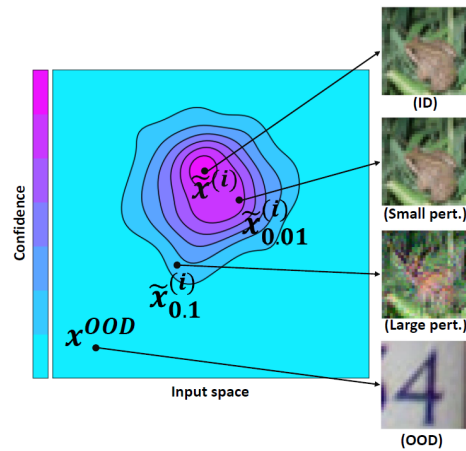 (ID)
x̃^(i)
(Small pert.)
x̃_0.01^(i)
Confidence
x̃_0.1^(i)
(Large pert.)
x^OOD
4
Input space
(OOD)